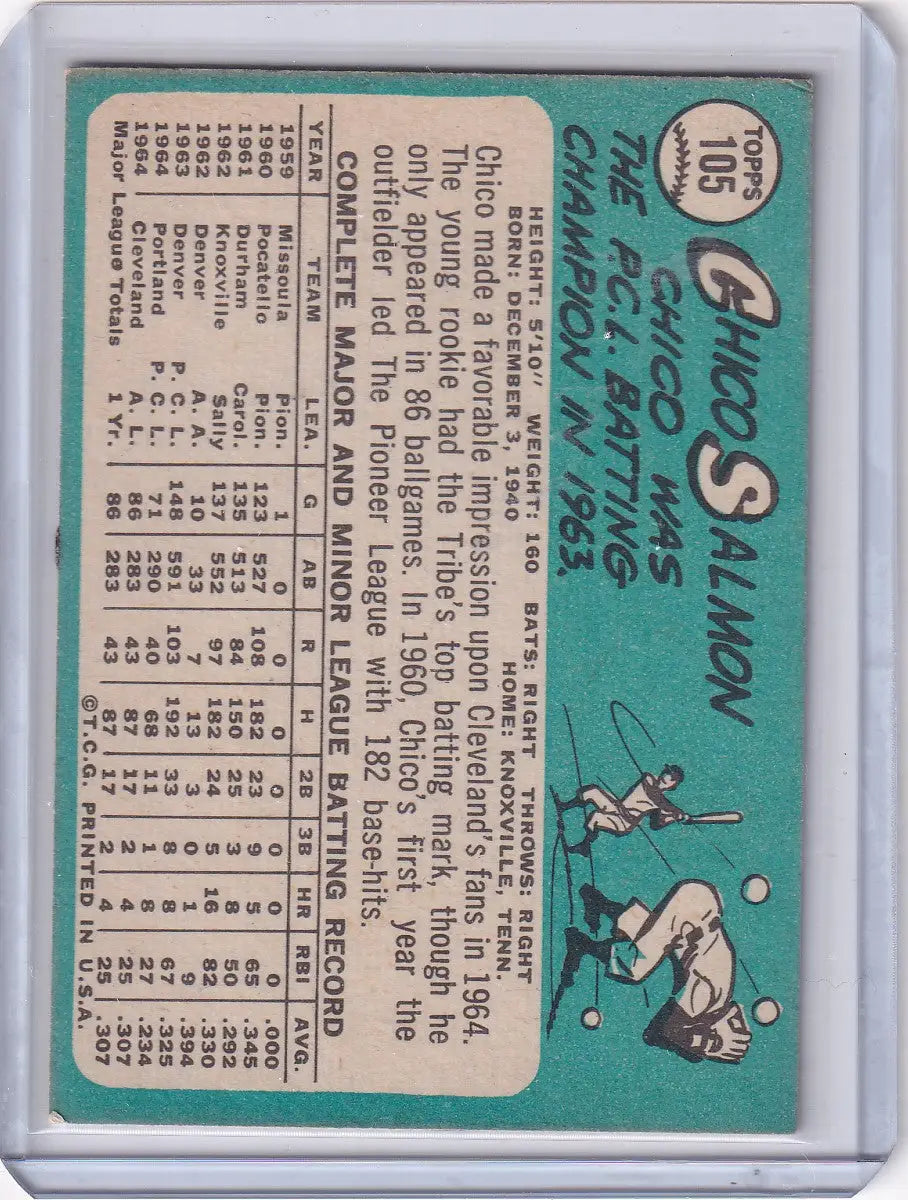 TOPPS
105
CHICO SALMON
CHICO WAS
THE P.C.L. BATTING
CHAMPION IN 1963.
HEIGHT: 5'10" WEIGHT: 160 BATS: RIGHT THROWS: RIGHT
BORN: DECEMBER 3, 1940 HOME: KNOXVILLE, TENN.
Chico made a favorable impression upon Cleveland's fans in 1964.
The young rookie had the Tribe's top batting mark, though he
only appeared in 86 ballgames. In 1960, Chico's first year the
outfielder led The Pioneer League with 182 base-hits.
COMPLETE MAJOR AND MINOR LEAGUE BATTING RECORD
YEAR TEAM LEA. G AB R H 2B 3B HR RBI AVG.
1959 Missoula Pion. 1 0 0 0 0 0 0 0 .000
1960 Pocatello Pion. 123 527 108 182 23 9 5 65 .345
1961 Durham Carol. 135 513 84 150 25 3 8 50 .292
1962 Knoxville Sally 137 552 97 182 24 5 16 82 .330
1962 Denver A. A. 10 33 7 13 3 0 1 9 .394
1963 Denver P. C. L. 148 591 103 192 33 8 8 67 .325
1964 Portland P. C. L. 71 290 40 68 11 1 8 27 .234
1964 Cleveland A. L. 86 283 43 87 17 2 4 25 .307
Major League Totals 1 Yr. 86 283 43 87 17 2 4 25 .307
©T.C.G. PRINTED IN U.S.A.